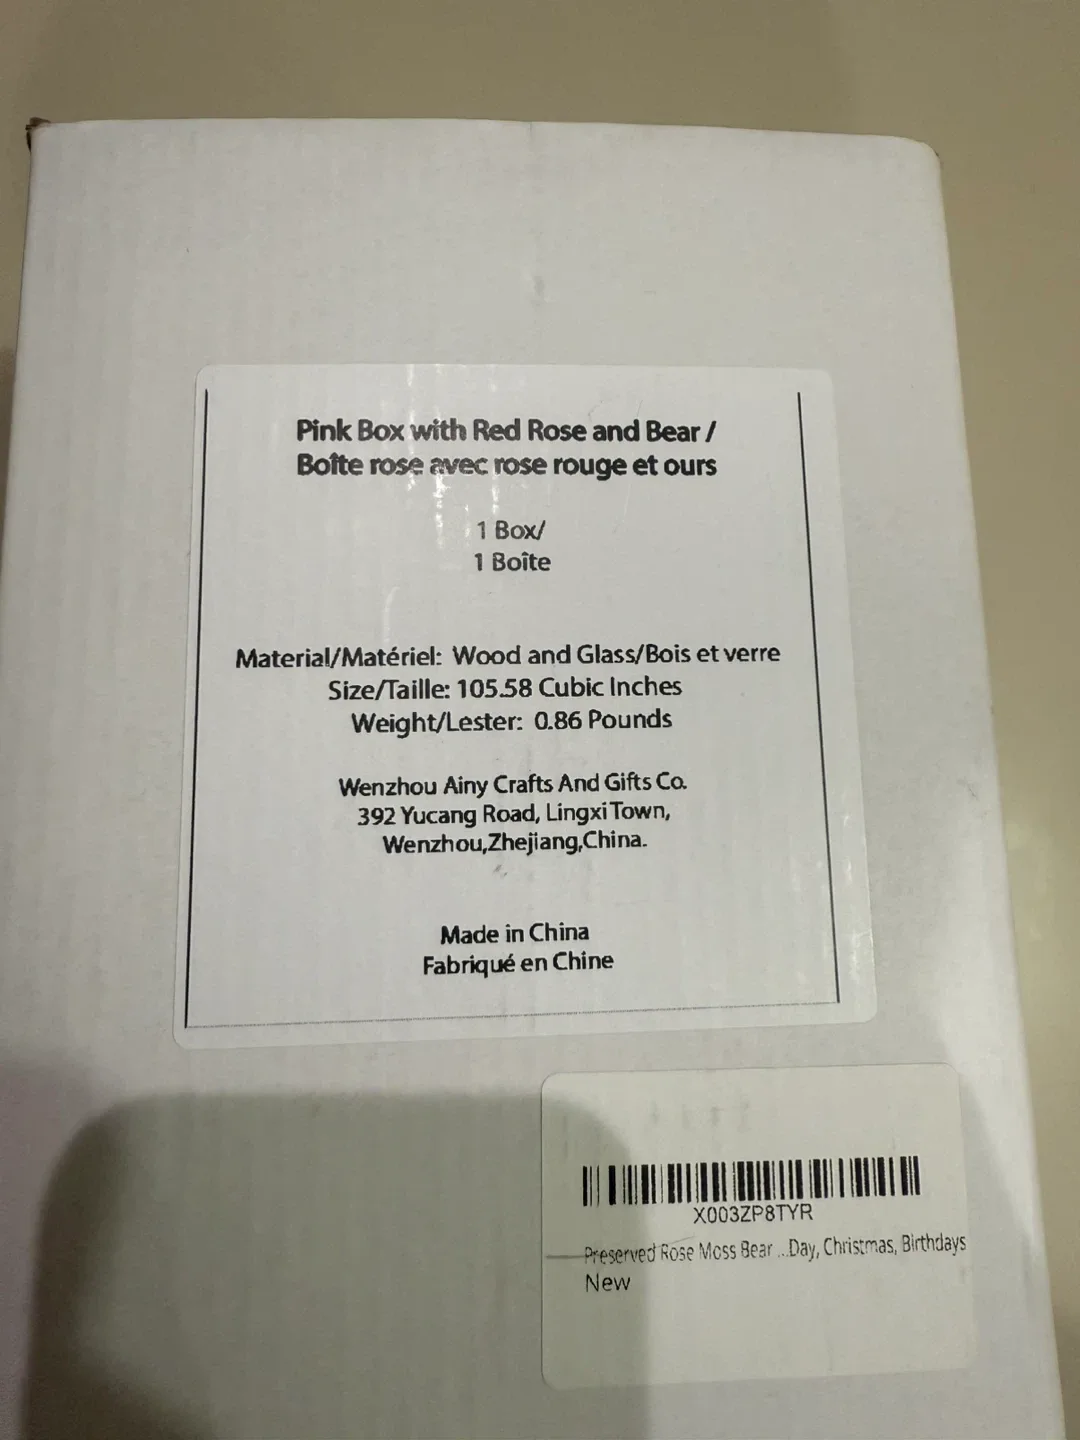 Pink Box with Red Rose and Bear /
Boîte rose avec rose rouge et ours
1 Box/
1 Boîte
Material/Matériel: Wood and Glass/Bois et verre
Size/Taille: 105.58 Cubic Inches
Weight/Lester: 0.86 Pounds
Wenzhou Ainy Crafts And Gifts Co.
392 Yucang Road, Lingxi Town,
Wenzhou,Zhejiang,China.
Made in China
Fabriqué en Chine
X003ZP8TYR
Preserved Rose Moss Bear ...Day, Christmas, Birthdays
New